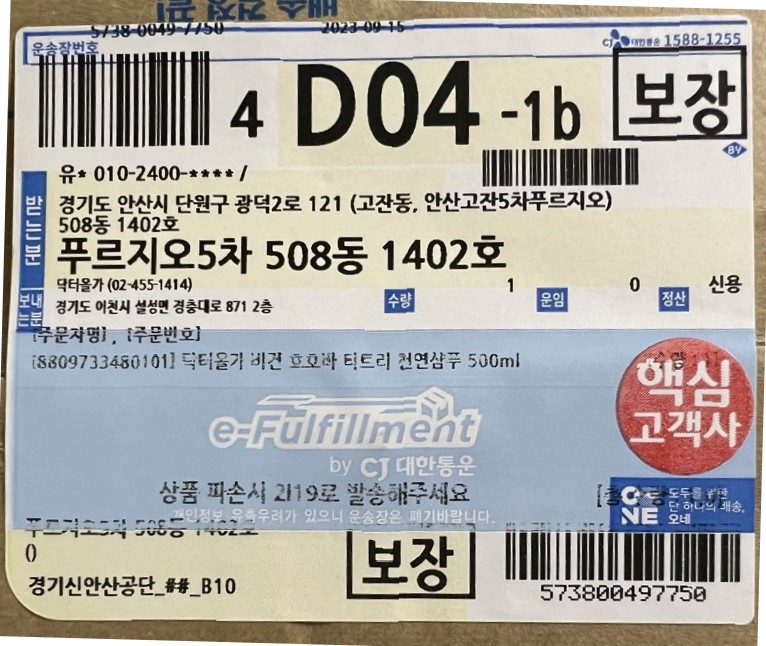 배송 걱정 끝!
5738-0049-7750
2023-09-15
운송장번호
CJ 대한통운 1588-1255
4 D04 -1b
보장
BY
유* 010-2400-**** /
받는분
경기도 안산시 단원구 광덕2로 121 (고잔동, 안산고잔5차푸르지오)
508동 1402호
푸르지오5차 508동 1402호
보내는분
닥터올가 (02-455-1414)
경기도 이천시 설성면 경충대로 871 2층
수량 1 운임 0 정산 신용
[주문자명], [주문번호]
[8809733480101] 닥터올가 비건 호호바 티트리 천연샴푸 500ml
핵심
고객사
e-Fulfillment
by CJ 대한통운
상품 파손시 2119로 발송해주세요
개인정보 유출우려가 있으니 운송장은 폐기바랍니다.
O-NE
모두를 위한
단 하나의 배송,
오네
푸르지오5차 508동 1402호
()
경기신안산공단_##_B10
보장
573800497750